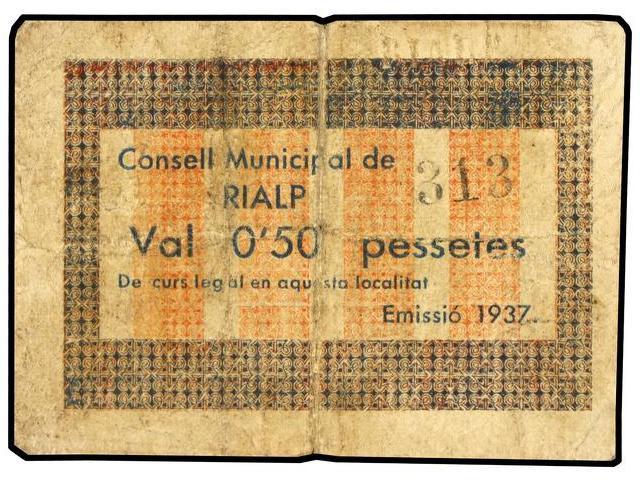 Consell Municipal de
RIALP
313
Val 0'50 pessetes
De curs legal en aquesta localitat
Emissió 1937.